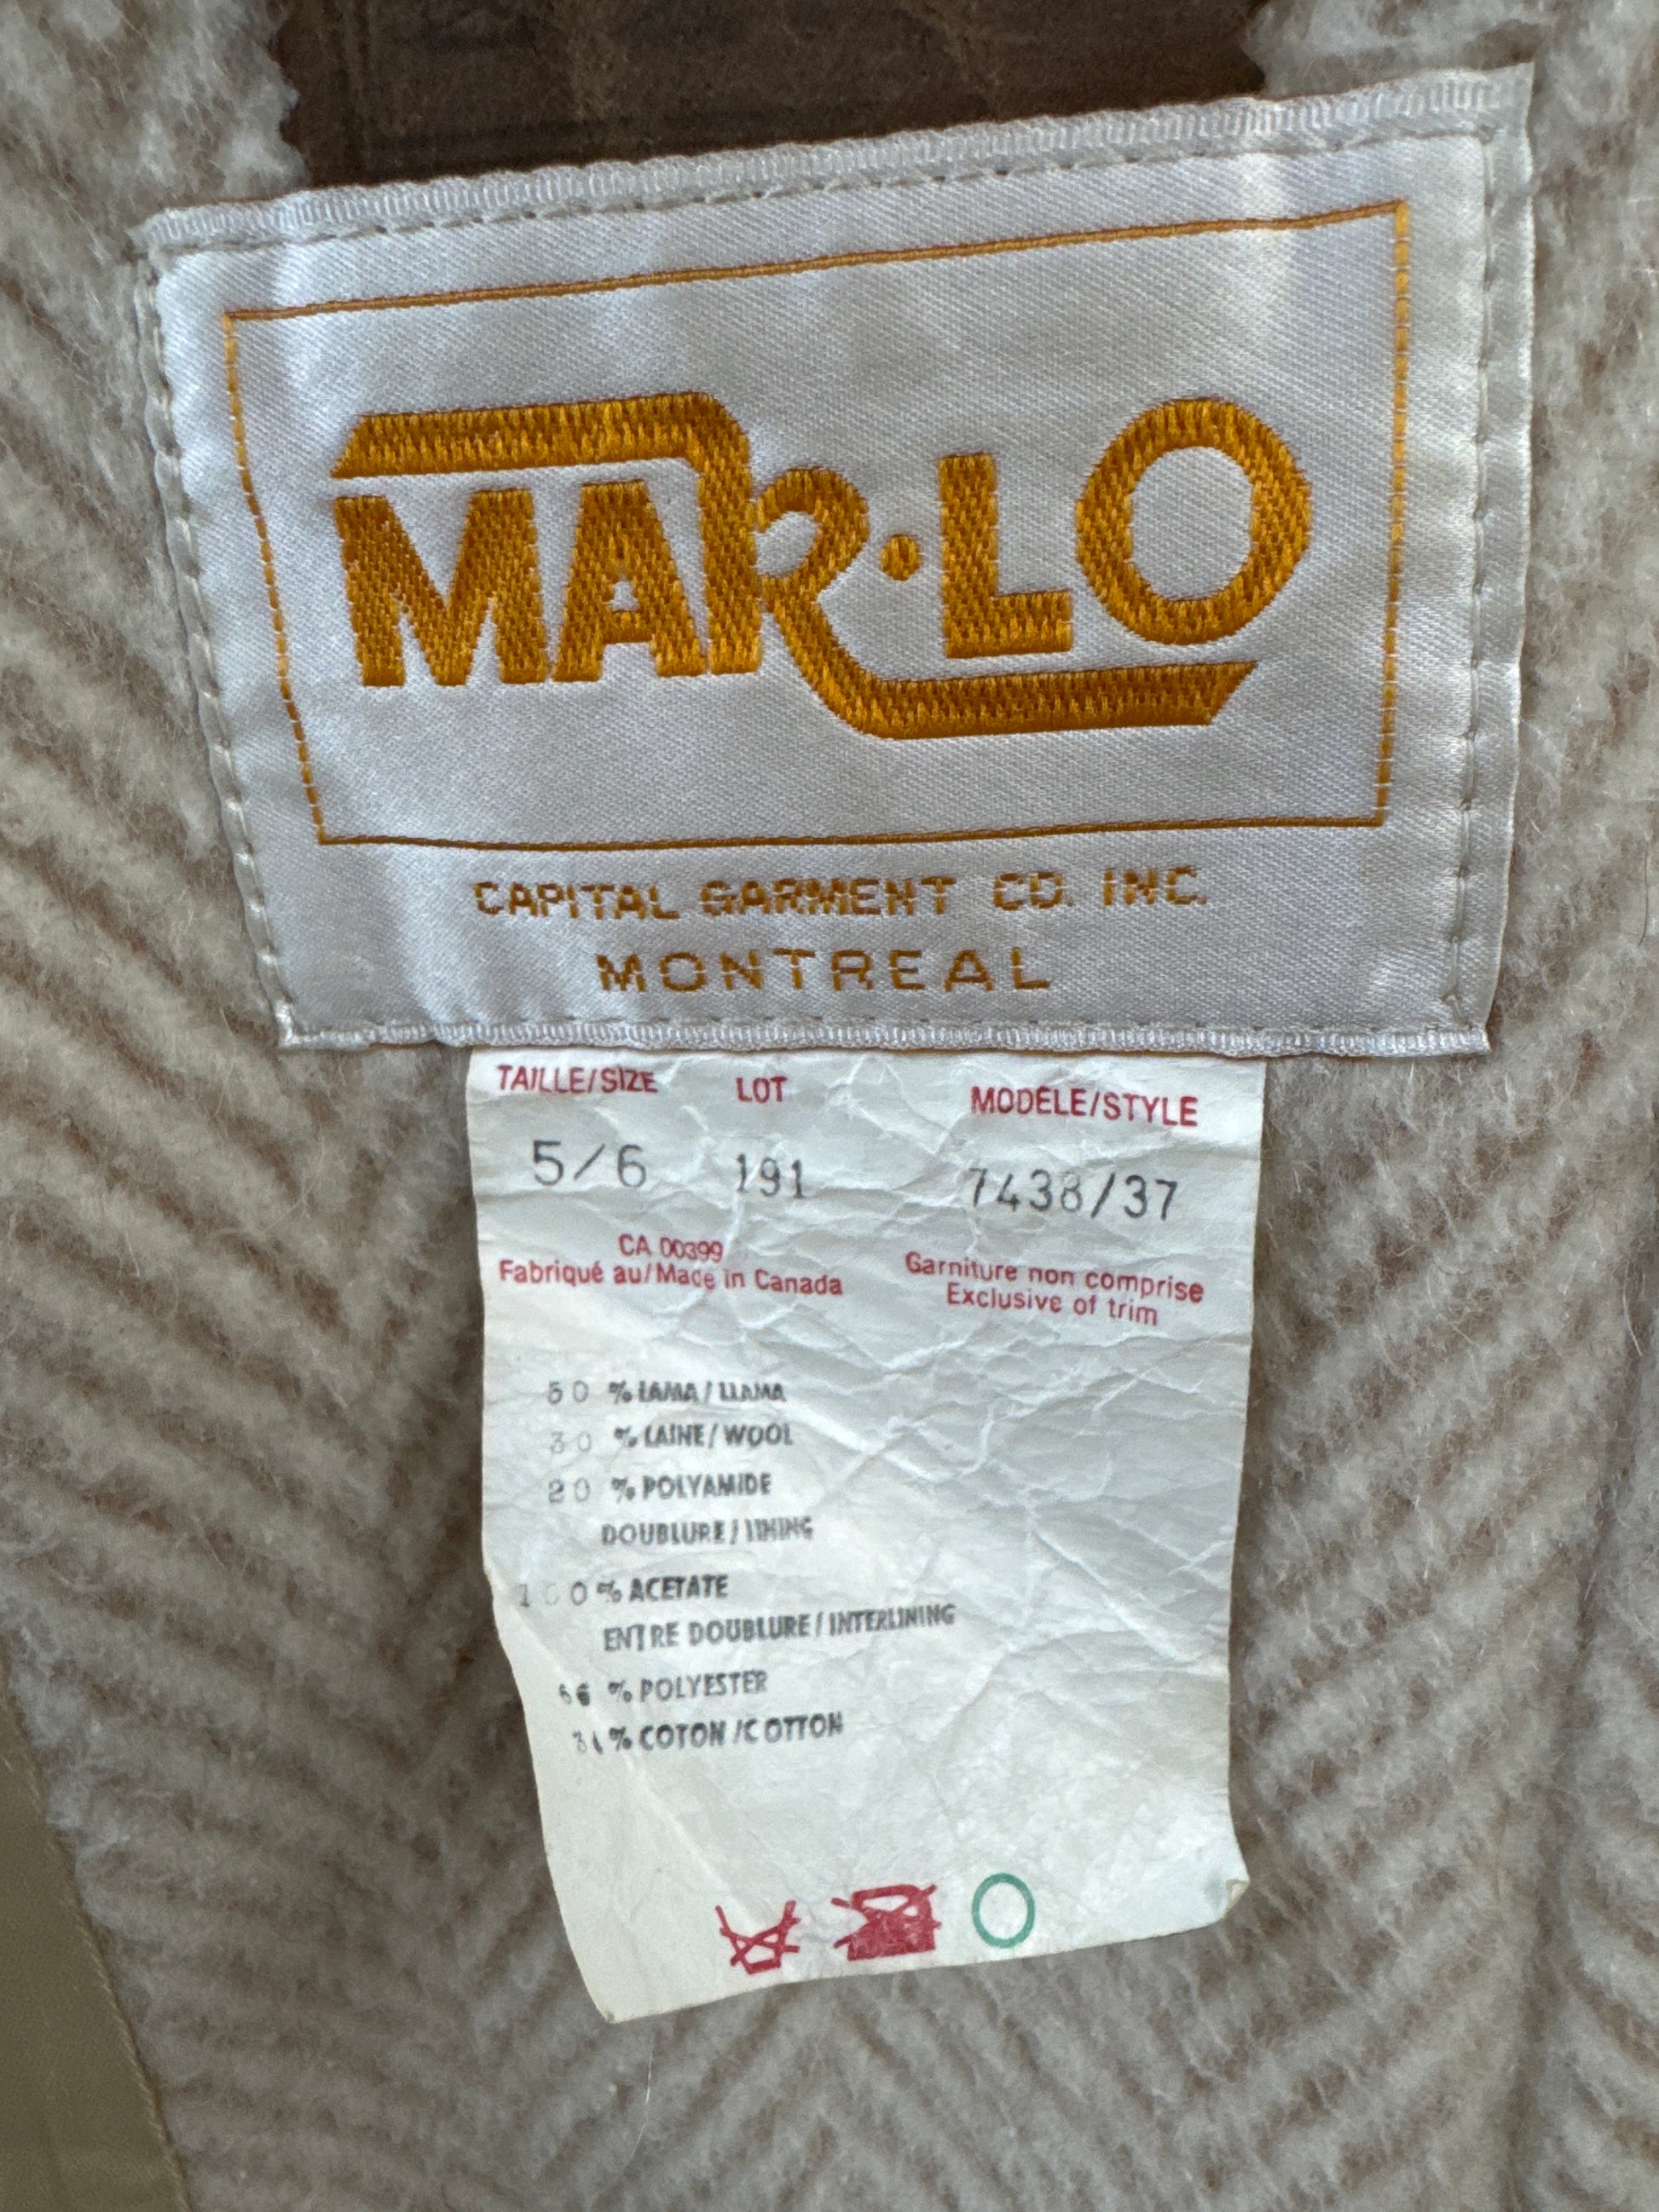 MAR·LO
CAPITAL GARMENT CO. INC.
MONTREAL
TAILLE/SIZE LOT MODÈLE/STYLE
5/6 191 7438/37
CA 00399
Fabriqué au/Made in Canada
Garniture non comprise
Exclusive of trim
50 % LAMA / LLAMA
30 % LAINE / WOOL
20 % POLYAMIDE
DOUBLURE / LINING
100 % ACETATE
ENTRE DOUBLURE / INTERLINING
% POLYESTER
% COTON / COTTON